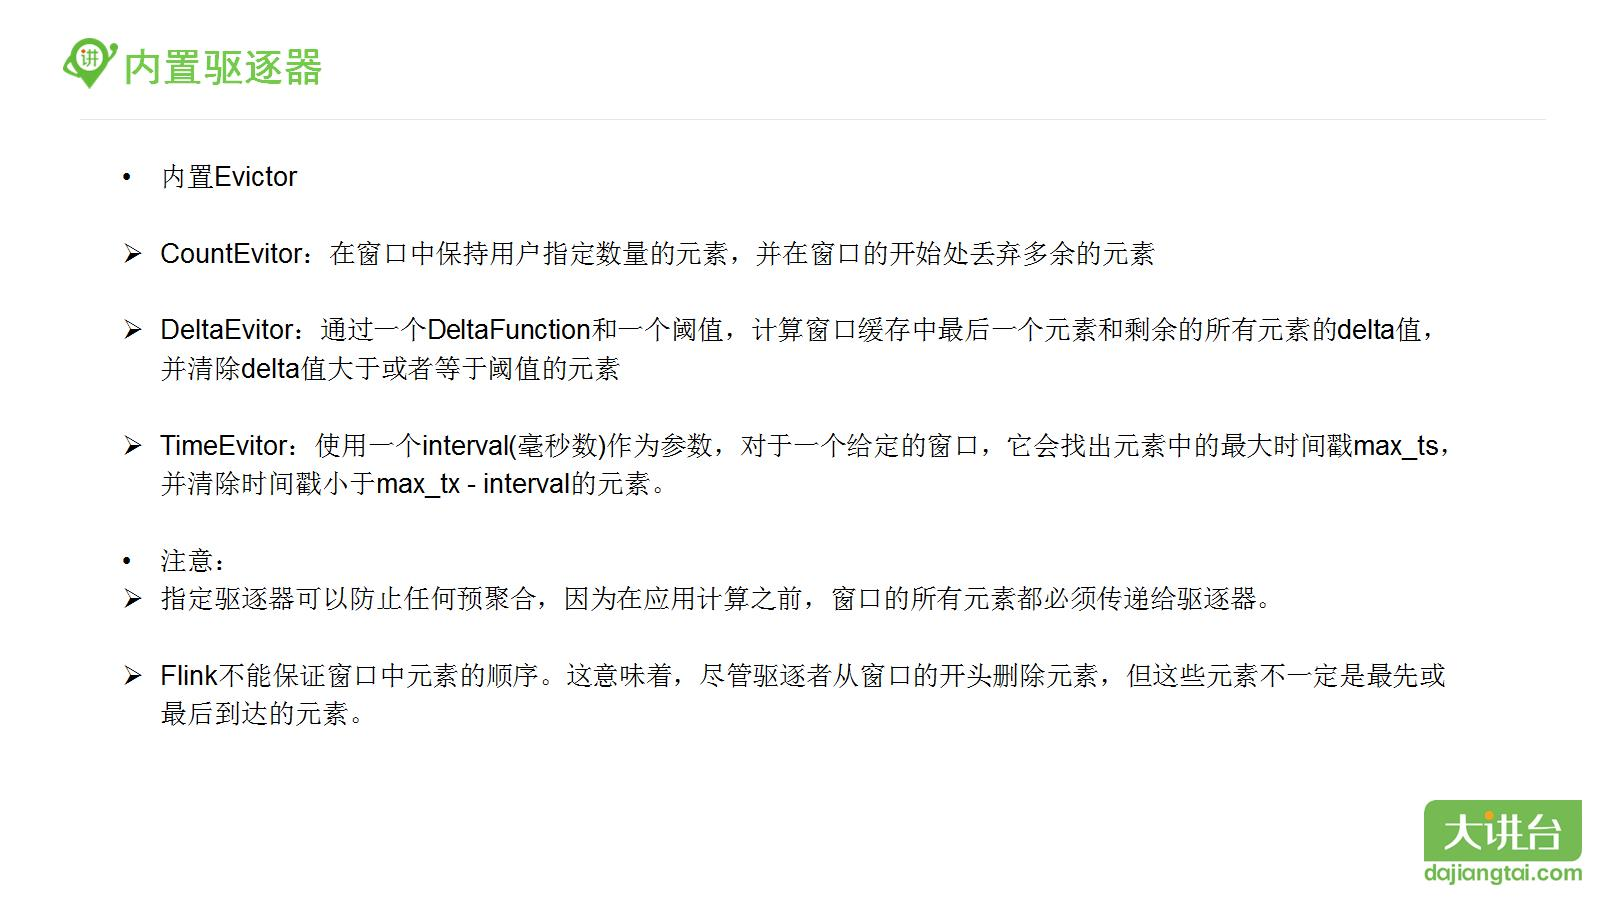 讲
内置驱逐器
• 内置Evictor
➢ CountEvitor：在窗口中保持用户指定数量的元素，并在窗口的开始处丢弃多余的元素
➢ DeltaEvitor：通过一个DeltaFunction和一个阈值，计算窗口缓存中最后一个元素和剩余的所有元素的delta值，
并清除delta值大于或者等于阈值的元素
➢ TimeEvitor：使用一个interval(毫秒数)作为参数，对于一个给定的窗口，它会找出元素中的最大时间戳max_ts，
并清除时间戳小于max_tx - interval的元素。
• 注意：
➢ 指定驱逐器可以防止任何预聚合，因为在应用计算之前，窗口的所有元素都必须传递给驱逐器。
➢ Flink不能保证窗口中元素的顺序。这意味着，尽管驱逐者从窗口的开头删除元素，但这些元素不一定是最先或
最后到达的元素。
大讲台
dajiangtai.com